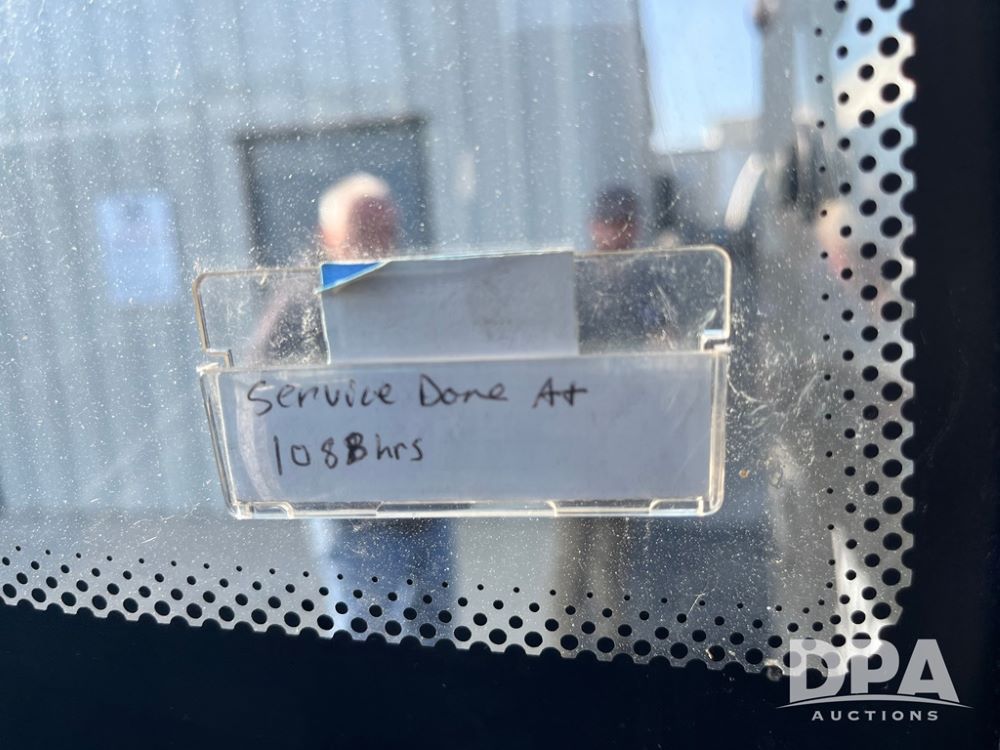 Service Done At
1088hrs
DPA
AUCTIONS